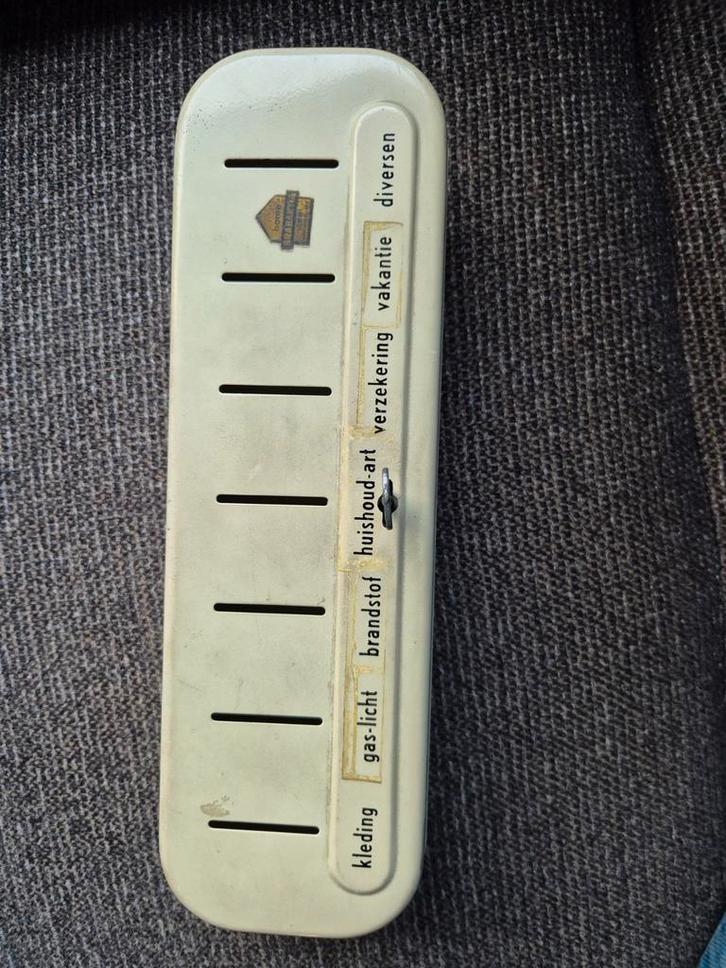 kleding
gas-licht
brandstof
huishoud-art
verzekering
vakantie
diversen